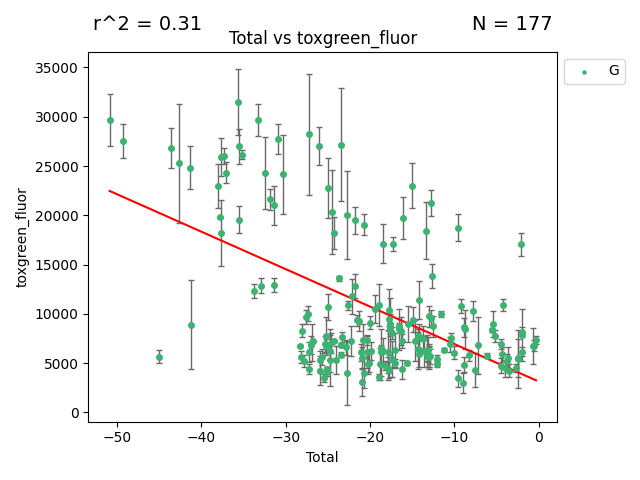 r^2 = 0.31
N = 177
Total vs toxgreen_fluor
35000
30000
25000
20000
15000
10000
5000
0
toxgreen_fluor
−50
−40
−30
−20
−10
0
Total
G